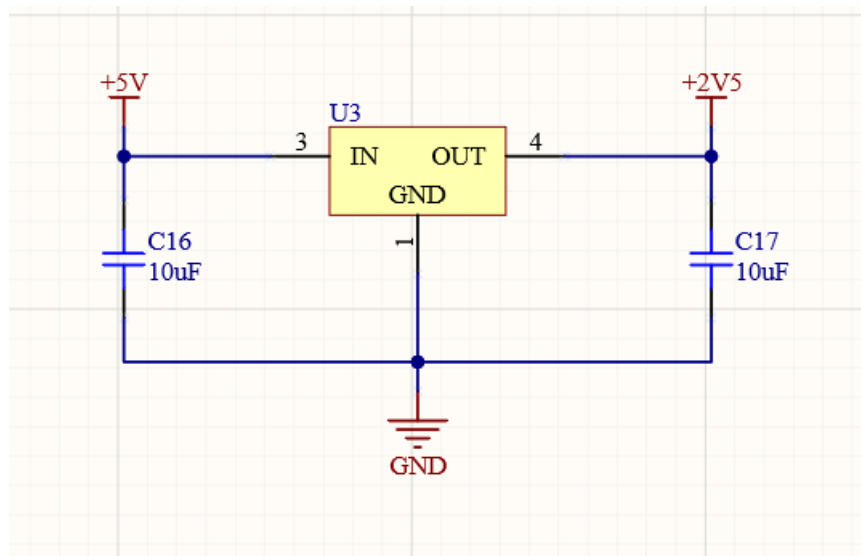 +5V
+2V5
U3
3
IN
OUT
4
GND
1
C16
10uF
C17
10uF
GND